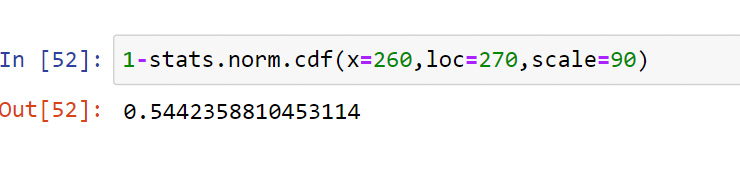 In [52]: 1-stats.norm.cdf(x=260,loc=270,scale=90)
Out[52]: 0.5442358810453114